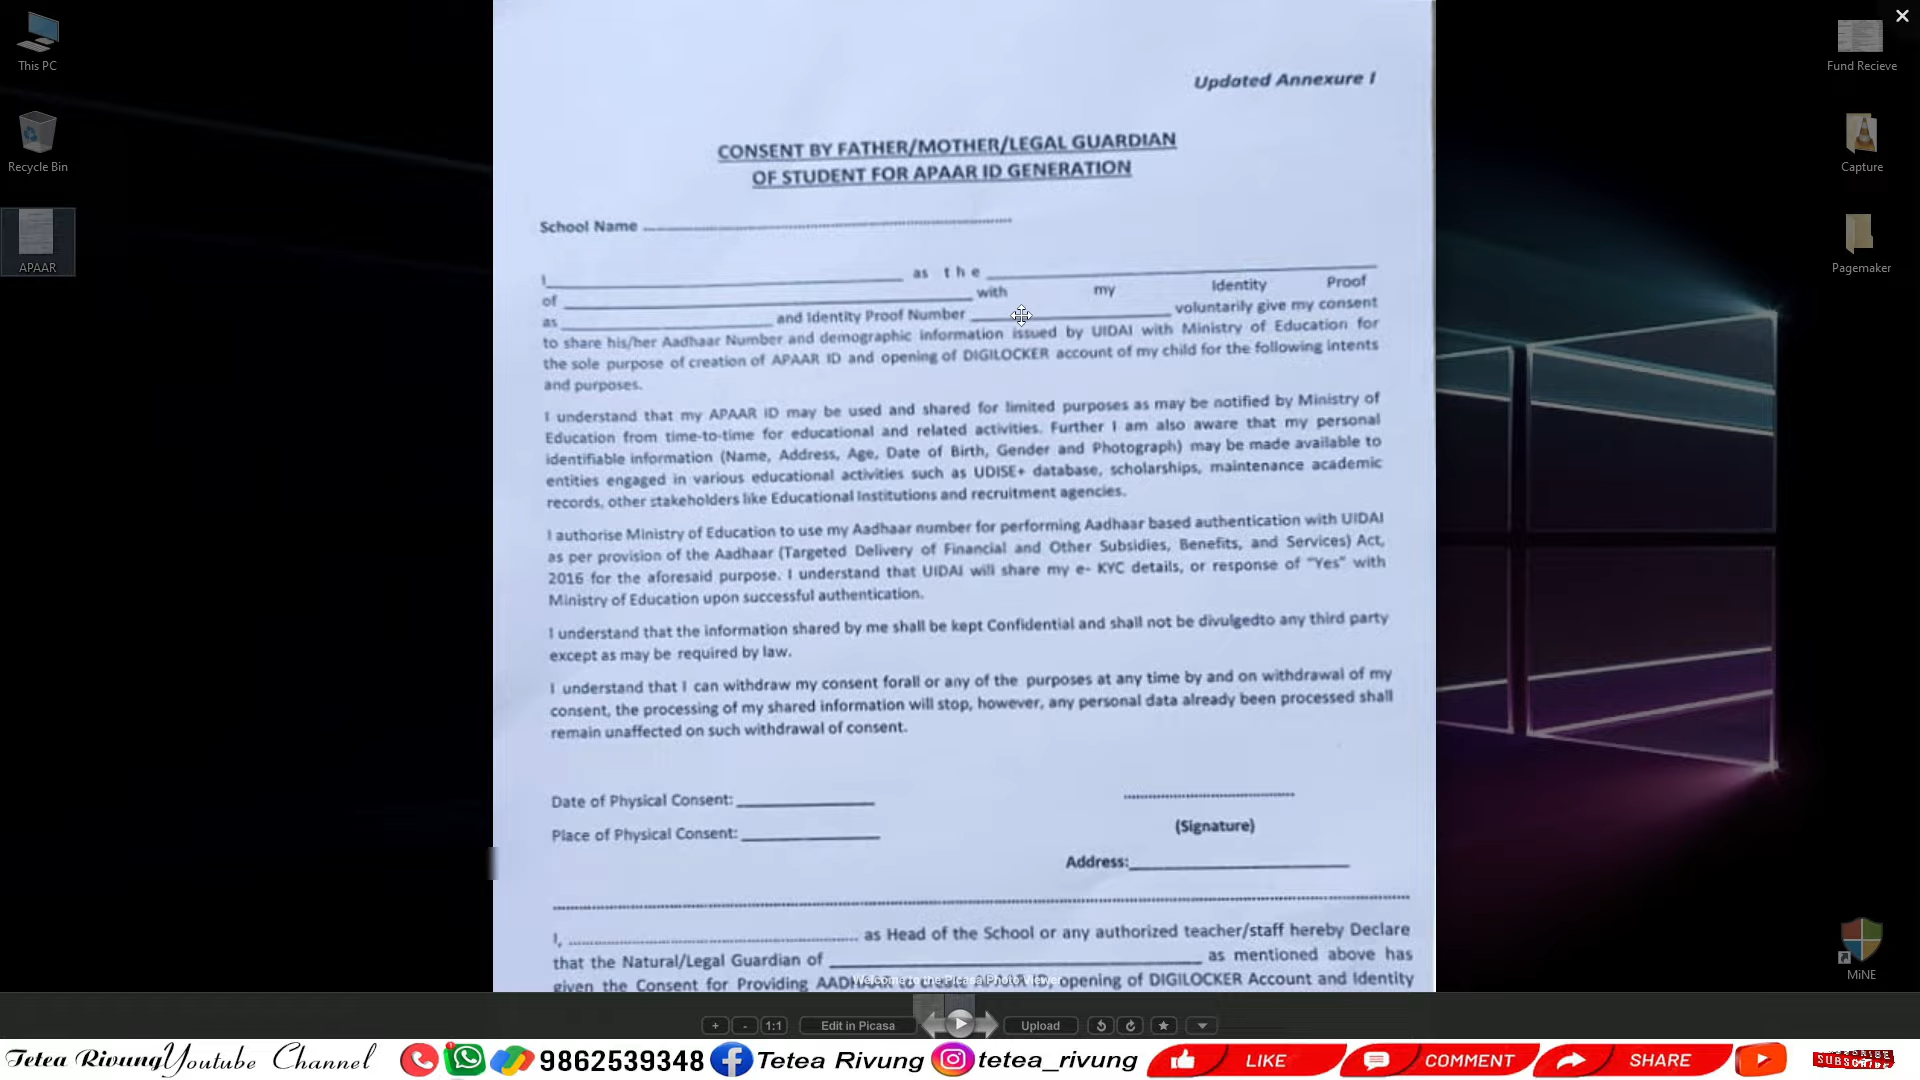 This PC
Recycle Bin
APAAR
Fund Recieve
Capture
Pagemaker
MiNE
Updated Annexure I
CONSENT BY FATHER/MOTHER/LEGAL GUARDIAN
OF STUDENT FOR APAAR ID GENERATION
School Name
I as the
of with my Identity Proof
as and Identity Proof Number voluntarily give my consent
to share his/her Aadhaar Number and demographic information issued by UIDAI with Ministry of Education for
the sole purpose of creation of APAAR ID and opening of DIGILOCKER account of my child for the following intents
and purposes.
I understand that my APAAR ID may be used and shared for limited purposes as may be notified by Ministry of
Education from time-to-time for educational and related activities. Further I am also aware that my personal
identifiable information (Name, Address, Age, Date of Birth, Gender and Photograph) may be made available to
entities engaged in various educational activities such as UDISE+ database, scholarships, maintenance academic
records, other stakeholders like Educational Institutions and recruitment agencies.
I authorise Ministry of Education to use my Aadhaar number for performing Aadhaar based authentication with UIDAI
as per provision of the Aadhaar (Targeted Delivery of Financial and Other Subsidies, Benefits, and Services) Act,
2016 for the aforesaid purpose. I understand that UIDAI will share my e- KYC details, or response of "Yes" with
Ministry of Education upon successful authentication.
I understand that the information shared by me shall be kept Confidential and shall not be divulgedto any third party
except as may be required by law.
I understand that I can withdraw my consent forall or any of the purposes at any time by and on withdrawal of my
consent, the processing of my shared information will stop, however, any personal data already been processed shall
remain unaffected on such withdrawal of consent.
Date of Physical Consent:
Place of Physical Consent:
(Signature)
Address:
I, as Head of the School or any authorized teacher/staff hereby Declare
that the Natural/Legal Guardian of as mentioned above has
given the Consent for Providing AADHAAR to create APAAR ID, opening of DIGILOCKER Account and Identity
Welcome to the Picasa Photo Viewer
+ - 1:1 Edit in Picasa Upload
Tetea Rivung Youtube Channel 9862539348 Tetea Rivung tetea_rivung LIKE COMMENT SHARE SUBSCRIBE